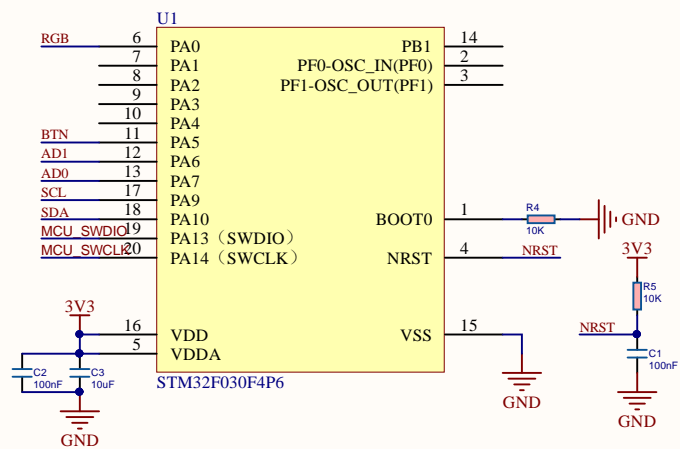 U1
RGB 6 PA0 PB1 14
7 PA1 PF0-OSC_IN(PF0) 2
8 PA2 PF1-OSC_OUT(PF1) 3
9 PA3
10 PA4
BTN 11 PA5
AD1 12 PA6
AD0 13 PA7
SCL 17 PA9
SDA 18 PA10 BOOT0 1 R4 10K GND
MCU_SWDIO 19 PA13（SWDIO）
MCU_SWCLK 20 PA14（SWCLK） NRST 4 NRST
3V3
R5
10K
3V3
16 VDD VSS 15 NRST
5 VDDA
C2
100nF
C3
10uF
C1
100nF
STM32F030F4P6
GND
GND
GND